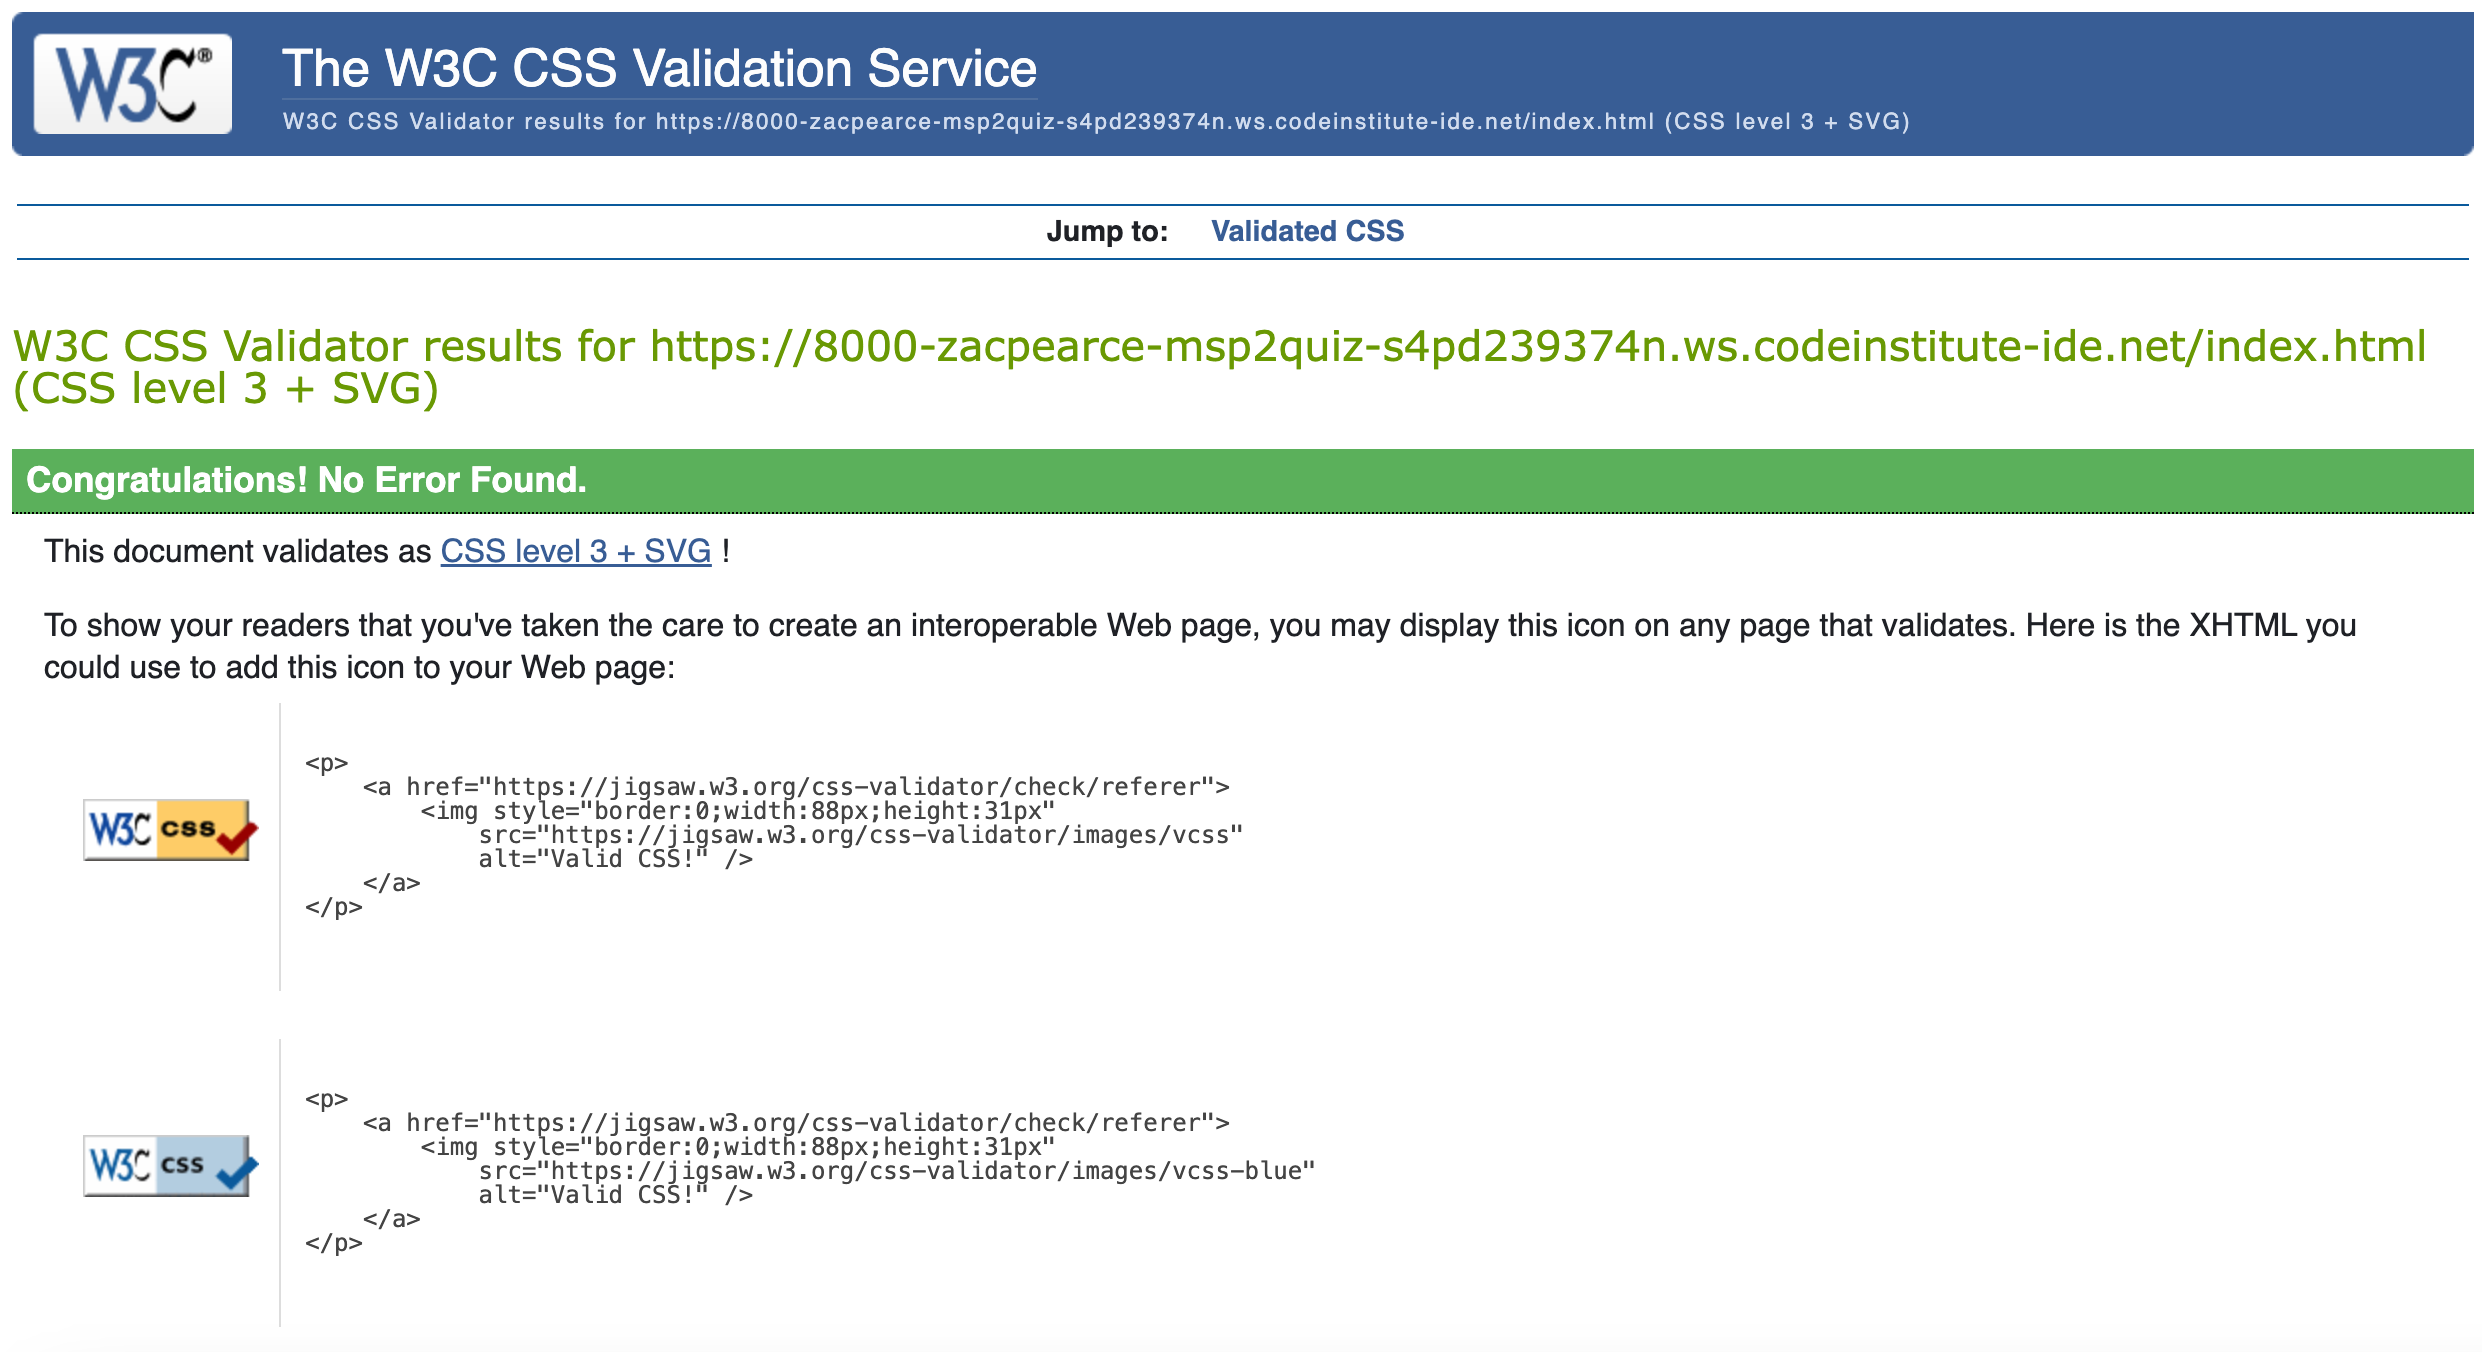 W3C®
The W3C CSS Validation Service
W3C CSS Validator results for https://8000-zacpearce-msp2quiz-s4pd239374n.ws.codeinstitute-ide.net/index.html (CSS level 3 + SVG)
Jump to: Validated CSS
W3C CSS Validator results for https://8000-zacpearce-msp2quiz-s4pd239374n.ws.codeinstitute-ide.net/index.html
(CSS level 3 + SVG)
Congratulations! No Error Found.
This document validates as CSS level 3 + SVG !
To show your readers that you've taken the care to create an interoperable Web page, you may display this icon on any page that validates. Here is the XHTML you
could use to add this icon to your Web page:
W3C css
<p>
    <a href="https://jigsaw.w3.org/css-validator/check/referer">
        <img style="border:0;width:88px;height:31px"
            src="https://jigsaw.w3.org/css-validator/images/vcss"
            alt="Valid CSS!" />
    </a>
</p>
W3C css
<p>
    <a href="https://jigsaw.w3.org/css-validator/check/referer">
        <img style="border:0;width:88px;height:31px"
            src="https://jigsaw.w3.org/css-validator/images/vcss-blue"
            alt="Valid CSS!" />
    </a>
</p>